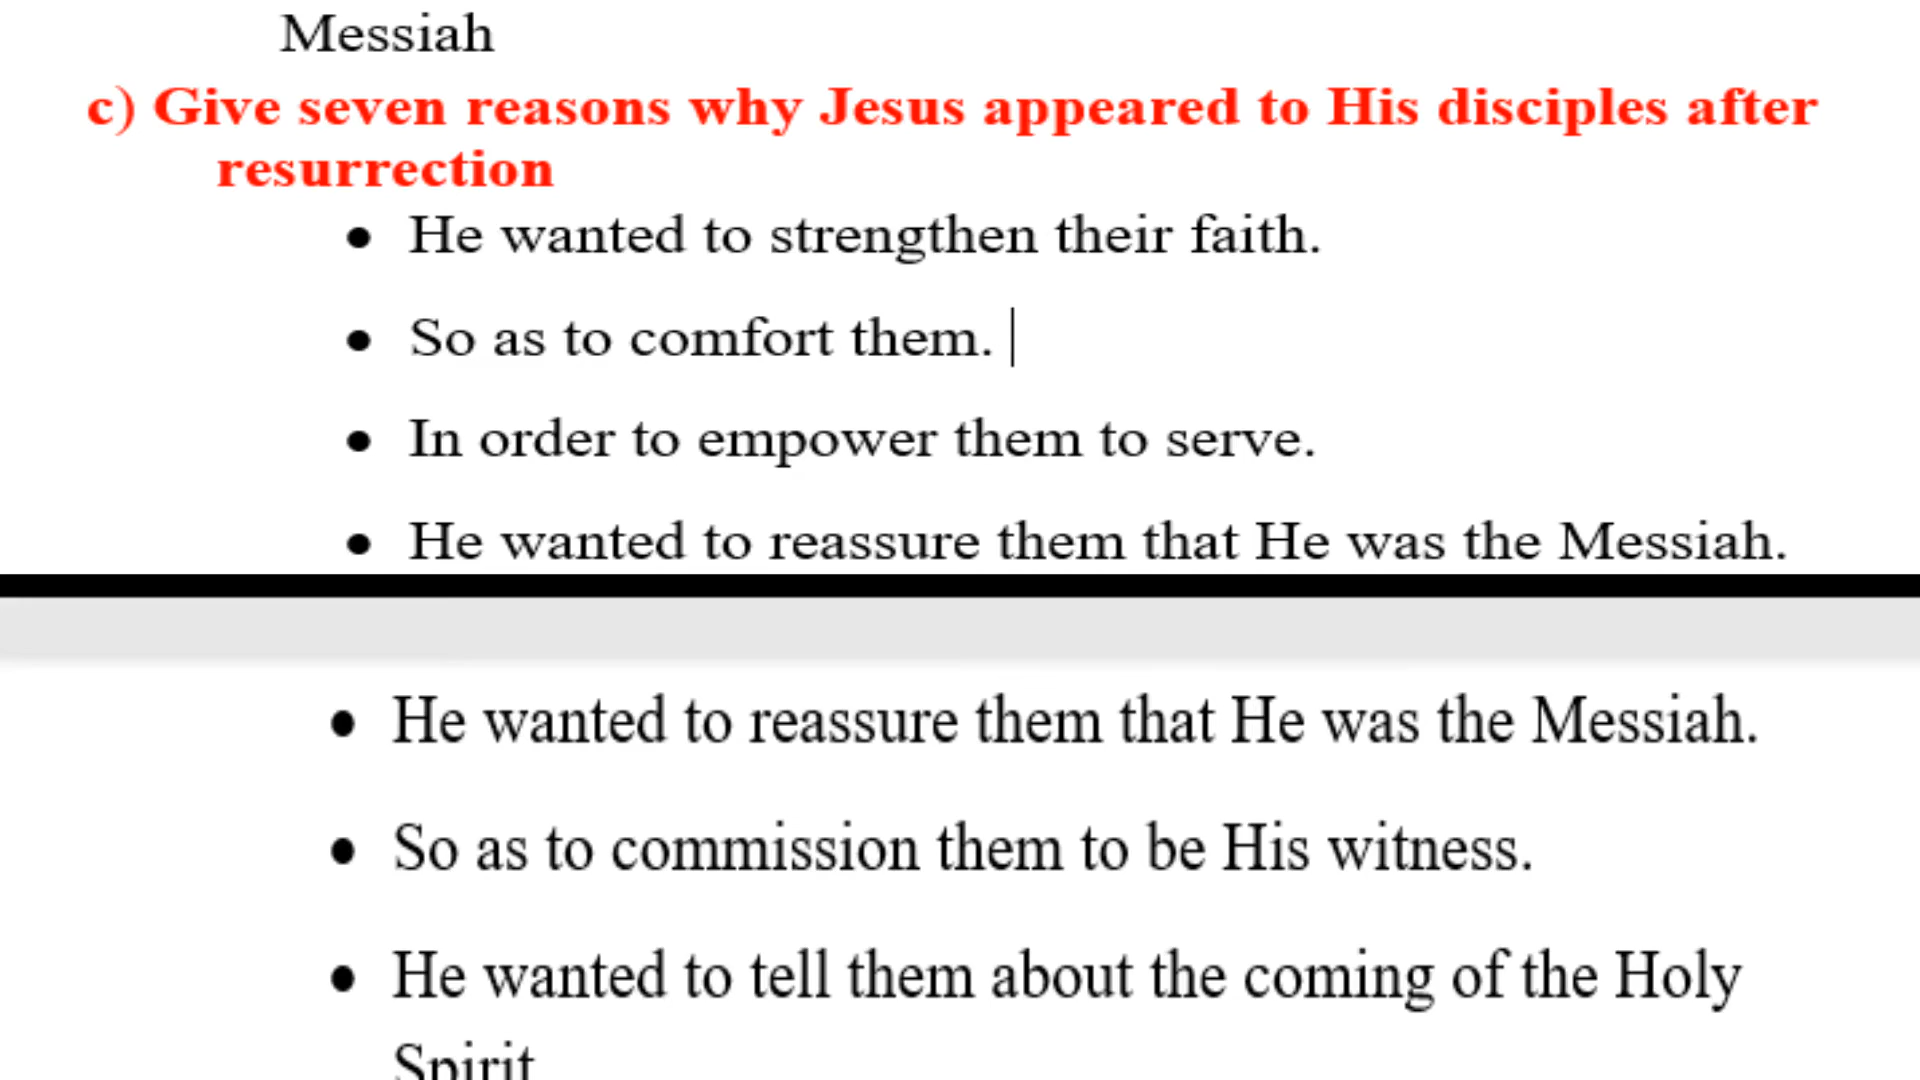 Messiah
c) Give seven reasons why Jesus appeared to His disciples after
resurrection
• He wanted to strengthen their faith.
• So as to comfort them.
• In order to empower them to serve.
• He wanted to reassure them that He was the Messiah.
• He wanted to reassure them that He was the Messiah.
• So as to commission them to be His witness.
• He wanted to tell them about the coming of the Holy
Spirit